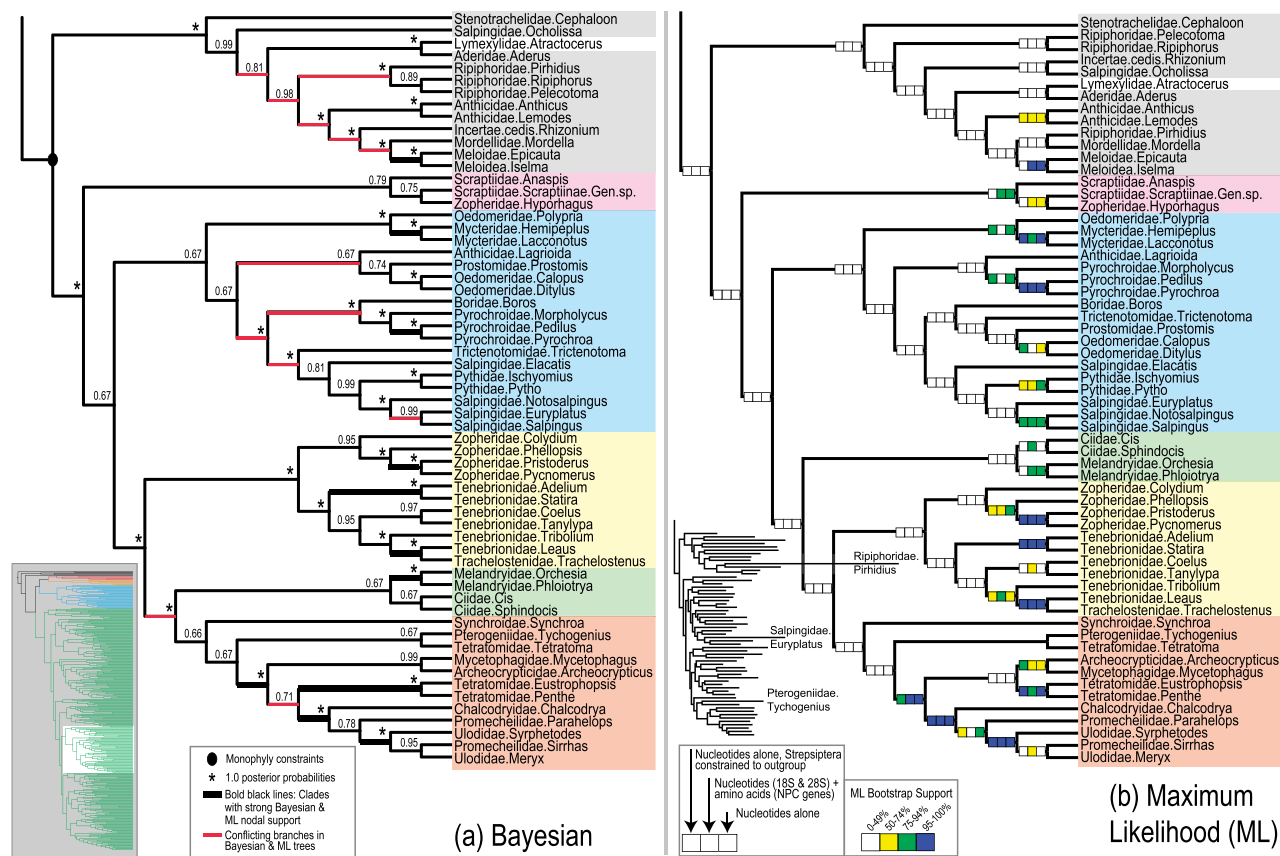 Stenotrachelidae.Cephaloon
Salpingidae.Ocholissa
Lymexylidae.Atractocerus
Aderidae.Aderus
Ripiphoridae.Pirhidius
Ripiphoridae.Ripiphorus
Ripiphoridae.Pelecotoma
Anthicidae.Anthicus
Anthicidae.Lemodes
Incertae.cedis.Rhizonium
Mordellidae.Mordella
Meloidae.Epicauta
Meloidea.Iselma
Scraptiidae.Anaspis
Scraptiidae.Scraptiinae.Gen.sp.
Zopheridae.Hyporhagus
Oedomeridae.Polypria
Mycteridae.Hemipeplus
Mycteridae.Lacconotus
Anthicidae.Lagrioida
Prostomidae.Prostomis
Oedomeridae.Calopus
Oedomeridae.Ditylus
Boridae.Boros
Pyrochroidae.Morpholycus
Pyrochroidae.Pedilus
Pyrochroidae.Pyrochroa
Trictenotomidae.Trictenotoma
Salpingidae.Elacatis
Pythidae.Ischyomius
Pythidae.Pytho
Salpingidae.Notosalpingus
Salpingidae.Euryplatus
Salpingidae.Salpingus
Zopheridae.Colydium
Zopheridae.Phellopsis
Zopheridae.Pristoderus
Zopheridae.Pycnomerus
Tenebrionidae.Adelium
Tenebrionidae.Statira
Tenebrionidae.Coelus
Tenebrionidae.Tanylypa
Tenebrionidae.Tribolium
Tenebrionidae.Leaus
Trachelostenidae.Trachelostenus
Melandryidae.Orchesia
Melandryidae.Phloiotrya
Ciidae.Cis
Ciidae.Sphindocis
Synchroidae.Synchroa
Pterogeniidae.Tychogenius
Tetratomidae.Tetratoma
Mycetophagidae.Mycetophagus
Archeocrypticidae.Archeocrypticus
Tetratomidae.Eustrophopsis
Tetratomidae.Penthe
Chalcodryidae.Chalcodrya
Promecheilidae.Parahelops
Ulodidae.Syrphetodes
Promecheilidae.Sirrhas
Ulodidae.Meryx
*
0.99
*
0.81
*
0.89
0.98
*
*
*
*
*
0.79
0.75
*
*
0.67
0.67
0.74
0.67
*
*
*
*
*
*
*
0.81
*
0.99
*
0.99
0.67
0.95
*
*
*
*
*
0.97
0.95
*
*
*
*
0.67
0.67
*
0.66
0.67
0.67
0.99
*
*
0.71
*
0.78
*
0.95
Monophyly constraints
* 1.0 posterior probabilities
Bold black lines: Clades
with strong Bayesian &
ML nodal support
Conflicting branches in
Bayesian & ML trees
(a) Bayesian
Stenotrachelidae.Cephaloon
Ripiphoridae.Pelecotoma
Ripiphoridae.Ripiphorus
Incertae.cedis.Rhizonium
Salpingidae.Ocholissa
Lymexylidae.Atractocerus
Aderidae.Aderus
Anthicidae.Anthicus
Anthicidae.Lemodes
Ripiphoridae.Pirhidius
Mordellidae.Mordella
Meloidae.Epicauta
Meloidea.Iselma
Scraptiidae.Anaspis
Scraptiidae.Scraptiinae.Gen.sp.
Zopheridae.Hyporhagus
Oedomeridae.Polypria
Mycteridae.Hemipeplus
Mycteridae.Lacconotus
Anthicidae.Lagrioida
Pyrochroidae.Morpholycus
Pyrochroidae.Pedilus
Pyrochroidae.Pyrochroa
Boridae.Boros
Trictenotomidae.Trictenotoma
Prostomidae.Prostomis
Oedomeridae.Calopus
Oedomeridae.Ditylus
Salpingidae.Elacatis
Pythidae.Ischyomius
Pythidae.Pytho
Salpingidae.Euryplatus
Salpingidae.Notosalpingus
Salpingidae.Salpingus
Ciidae.Cis
Ciidae.Sphindocis
Melandryidae.Orchesia
Melandryidae.Phloiotrya
Zopheridae.Colydium
Zopheridae.Phellopsis
Zopheridae.Pristoderus
Zopheridae.Pycnomerus
Tenebrionidae.Adelium
Tenebrionidae.Statira
Tenebrionidae.Coelus
Tenebrionidae.Tanylypa
Tenebrionidae.Tribolium
Tenebrionidae.Leaus
Trachelostenidae.Trachelostenus
Synchroidae.Synchroa
Pterogeniidae.Tychogenius
Tetratomidae.Tetratoma
Archeocrypticidae.Archeocrypticus
Mycetophagidae.Mycetophagus
Tetratomidae.Eustrophopsis
Tetratomidae.Penthe
Chalcodryidae.Chalcodrya
Promecheilidae.Parahelops
Ulodidae.Syrphetodes
Promecheilidae.Sirrhas
Ulodidae.Meryx
Ripiphoridae.
Pirhidius
Salpingidae.
Euryplatus
Pterogeniidae.
Tychogenius
Nucleotides alone, Strepsiptera
constrained to outgroup
Nucleotides (18S & 28S) +
amino acids (NPC genes)
Nucleotides alone
ML Bootstrap Support
0-49%
50-74%
75-94%
95-100%
(b) Maximum
Likelihood (ML)